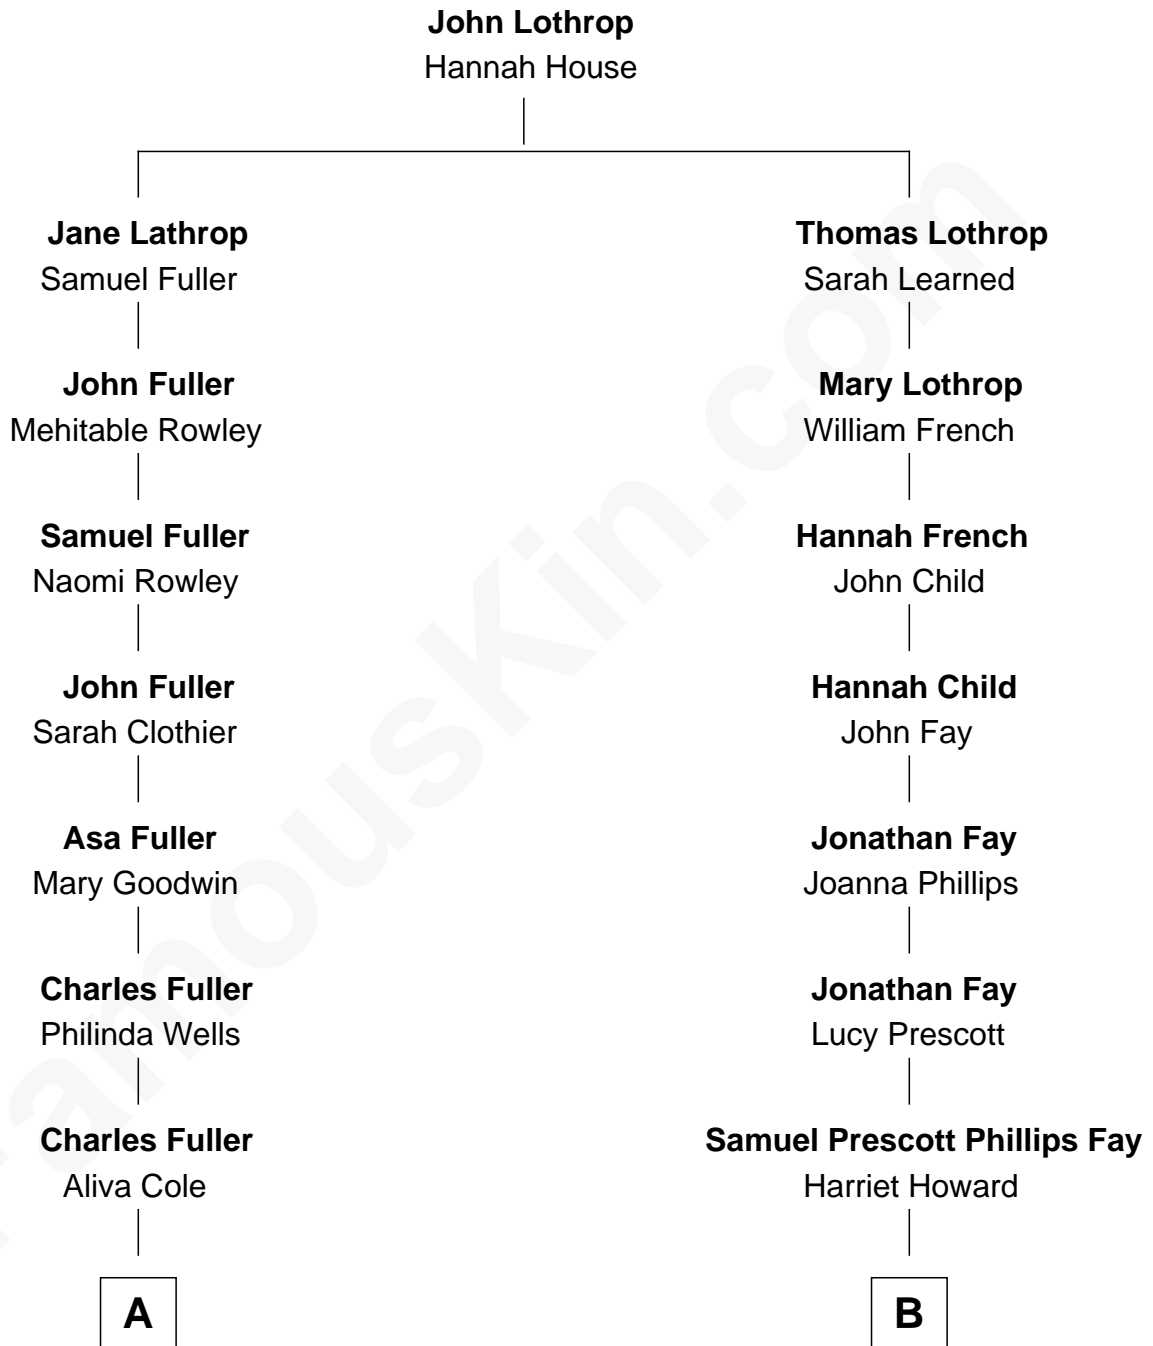 John Lothrop
Hannah House
Jane Lathrop
Samuel Fuller
Thomas Lothrop
Sarah Learned
John Fuller
Mehitable Rowley
Mary Lothrop
William French
Samuel Fuller
Naomi Rowley
Hannah French
John Child
John Fuller
Sarah Clothier
Hannah Child
John Fay
Asa Fuller
Mary Goodwin
Jonathan Fay
Joanna Phillips
Charles Fuller
Philinda Wells
Jonathan Fay
Lucy Prescott
Charles Fuller
Aliva Cole
Samuel Prescott Phillips Fay
Harriet Howard
A
B
FamousKin.com